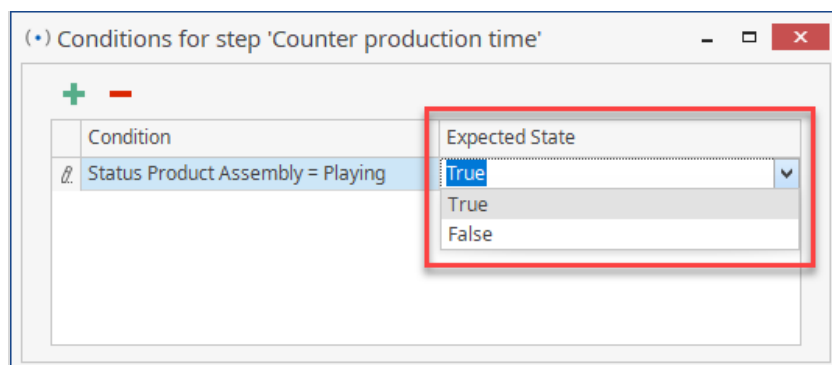 Conditions for step 'Counter production time'
Condition Expected State
Status Product Assembly = Playing True
True
False